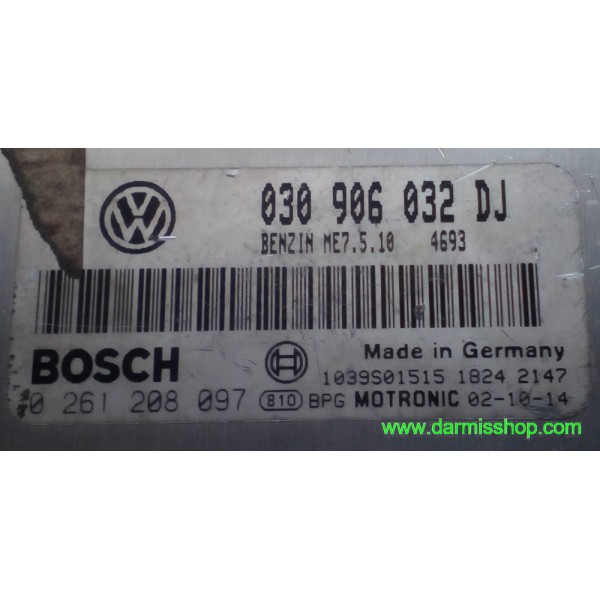 030 906 032 DJ
BENZIN ME7.5.10 4693
BOSCH
Made in Germany
1039S01515 1824 2147
0 261 208 097 810 BPG MOTRONIC 02-10-14
www.darmisshop.com